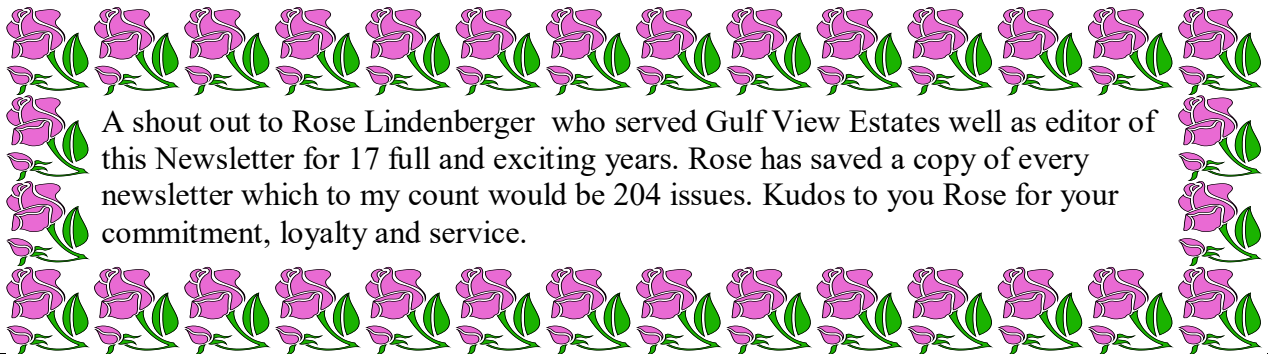 A shout out to Rose Lindenberger  who served Gulf View Estates well as editor of
this Newsletter for 17 full and exciting years. Rose has saved a copy of every
newsletter which to my count would be 204 issues. Kudos to you Rose for your
commitment, loyalty and service.